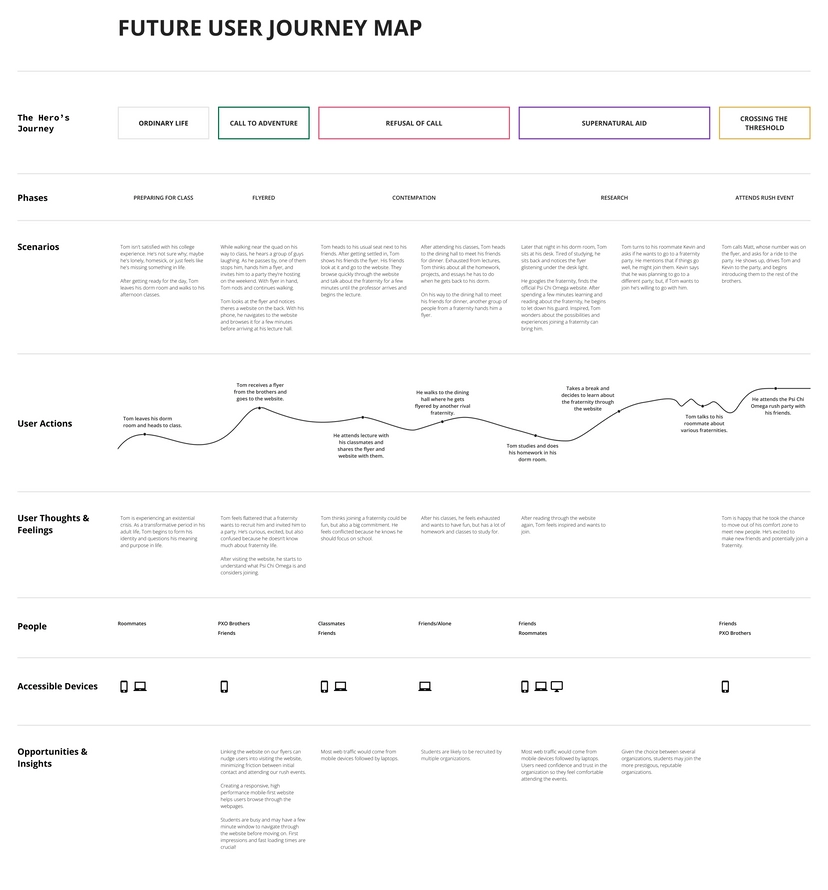 FUTURE USER JOURNEY MAP
The Hero's
Journey
ORDINARY LIFE
CALL TO ADVENTURE
REFUSAL OF CALL
SUPERNATURAL AID
CROSSING THE
THRESHOLD
Phases
PREPARING FOR CLASS
FLYERED
CONTEMPATION
RESEARCH
ATTENDS RUSH EVENT
Scenarios
Tom isn't satisfied with his college
experience. He's not sure why, maybe
he's lonely, homesick, or just feels like
he's missing something in life.
After getting ready for the day, Tom
leaves his dorm room and walks to his
afternoon classes.
While walking near the quad on his
way to class, he hears a group of guys
laughing. As he passes by, one of them
stops him, hands him a flyer, and
invites him to a party they're hosting
on the weekend. With flyer in hand,
Tom nods and continues walking.
Tom looks at the flyer and notices
there's a website on the back. With his
phone, he navigates to the website
and browses it for a few minutes
before arriving at his lecture hall.
Tom heads to his usual seat next to his
friends. After getting settled in, Tom
shows his friends the flyer. His friends
look at it and go to the website. They
browse quickly through the website
and talk about the fraternity for a few
minutes until the professor arrives and
begins the lecture.
After attending his classes, Tom heads
to the dining hall to meet his friends
for dinner. Exhausted from lectures,
Tom thinks about all the homework,
projects, and essays he has to do
when he gets back to his dorm.
On his way to the dining hall to meet
his friends for dinner, another group of
people from a fraternity hands him a
flyer.
Later that night in his dorm room, Tom
sits at his desk. Tired of studying, he
sits back and notices the flyer
glistening under the desk light.
He googles the fraternity, finds the
official Psi Chi Omega website. After
spending a few minutes learning and
reading about the fraternity, he begins
to let down his guard. Inspired, Tom
wonders about the possibilities and
experiences joining a fraternity can
bring him.
Tom turns to his roommate Kevin and
asks if he wants to go to a fraternity
party. He mentions that if things go
well, he might join them. Kevin says
that he was planning to go to a
different party; but, if Tom wants to
join he's willing to go with him.
Tom calls Matt, whose number was on
the flyer, and asks for a ride to the
party. He shows up, drives Tom and
Kevin to the party, and begins
introducing them to the rest of the
brothers.
User Actions
Tom leaves his dorm
room and heads to class.
Tom receives a flyer
from the brothers and
goes to the website.
He attends lecture with
his classmates and
shares the flyer and
website with them.
He walks to the dining
hall where he gets
flyered by another rival
fraternity.
Tom studies and does
his homework in his
dorm room.
Takes a break and
decides to learn about
the fraternity through
the website
Tom talks to his
roommate about
various fraternities.
He attends the Psi Chi
Omega rush party with
his friends.
User Thoughts &
Feelings
Tom is experiencing an existential
crisis. As a transformative period in his
adult life, Tom begins to form his
identity and questions his meaning
and purpose in life.
Tom feels flattered that a fraternity
wants to recruit him and invited him to
a party. He's curious, excited, but also
confused because he doesn't know
much about fraternity life.
After visiting the website, he starts to
understand what Psi Chi Omega is and
considers joining.
Tom thinks joining a fraternity could be
fun, but also a big commitment. He
feels conflicted because he knows he
should focus on school.
After his classes, he feels exhausted
and wants to have fun, but has a lot of
homework and classes to study for.
After reading through the website
again, Tom feels inspired and wants to
join.
Tom is happy that he took the chance
to move out of his comfort zone to
meet new people. He's excited to
make new friends and potentially join a
fraternity.
People
Roommates
PXO Brothers
Friends
Classmates
Friends
Friends/Alone
Friends
Roommates
Friends
PXO Brothers
Accessible Devices
Opportunities &
Insights
Linking the website on our flyers can
nudge users into visiting the website,
minimizing friction between initial
contact and attending our rush events.
Creating a responsive, high
performance mobile-first website
helps users browse through the
webpages.
Students are busy and may have a few
minute window to navigate through
the website before moving on. First
impressions and fast loading times are
crucial!
Most web traffic would come from
mobile devices followed by laptops.
Students are likely to be recruited by
multiple organizations.
Most web traffic would come from
mobile devices followed by laptops.
Users need confidence and trust in the
organization so they feel comfortable
attending the events.
Given the choice between several
organizations, students may join the
more prestigious, reputable
organizations.